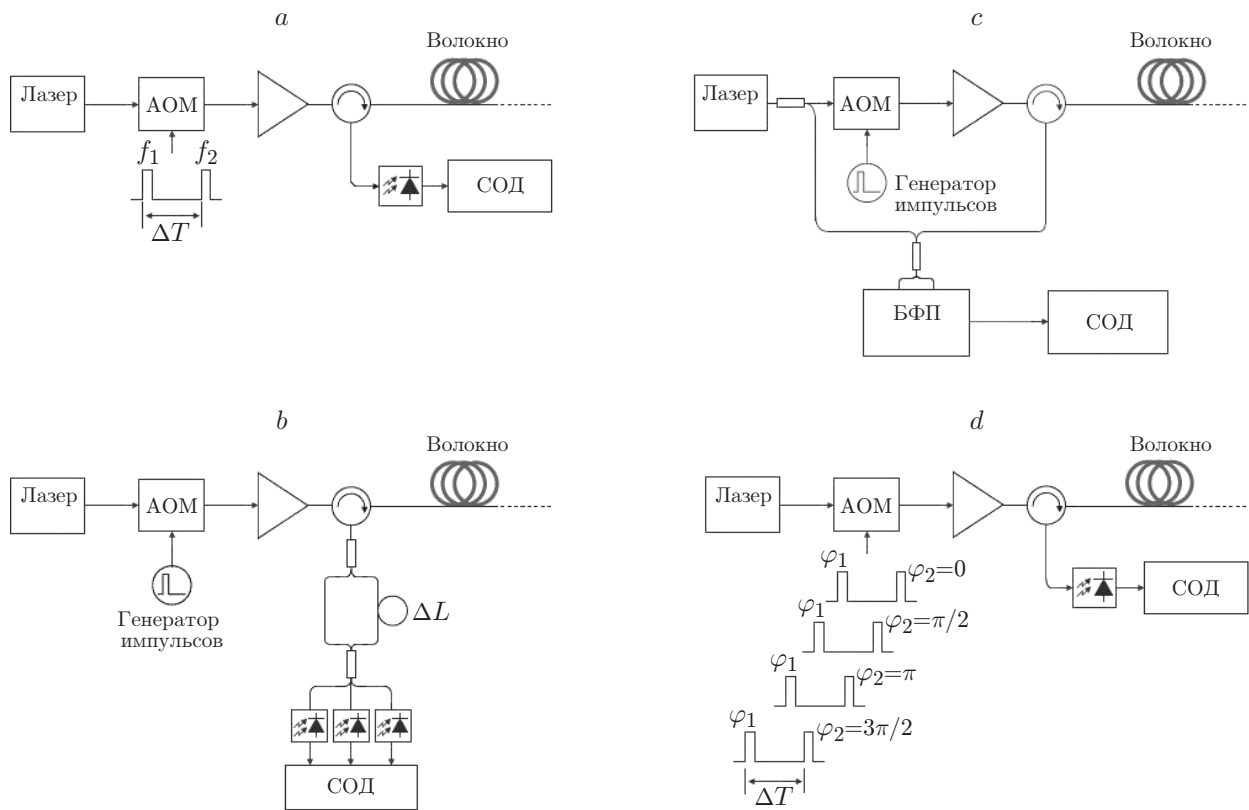 a
Волокно
Лазер
АОМ
f₁
f₂
ΔT
СОД
c
Волокно
Лазер
АОМ
Генератор
импульсов
БФП
СОД
b
Волокно
Лазер
АОМ
Генератор
импульсов
ΔL
СОД
d
Волокно
Лазер
АОМ
φ₁
φ₂=0
φ₁
φ₂=π/2
φ₁
φ₂=π
φ₁
φ₂=3π/2
ΔT
СОД